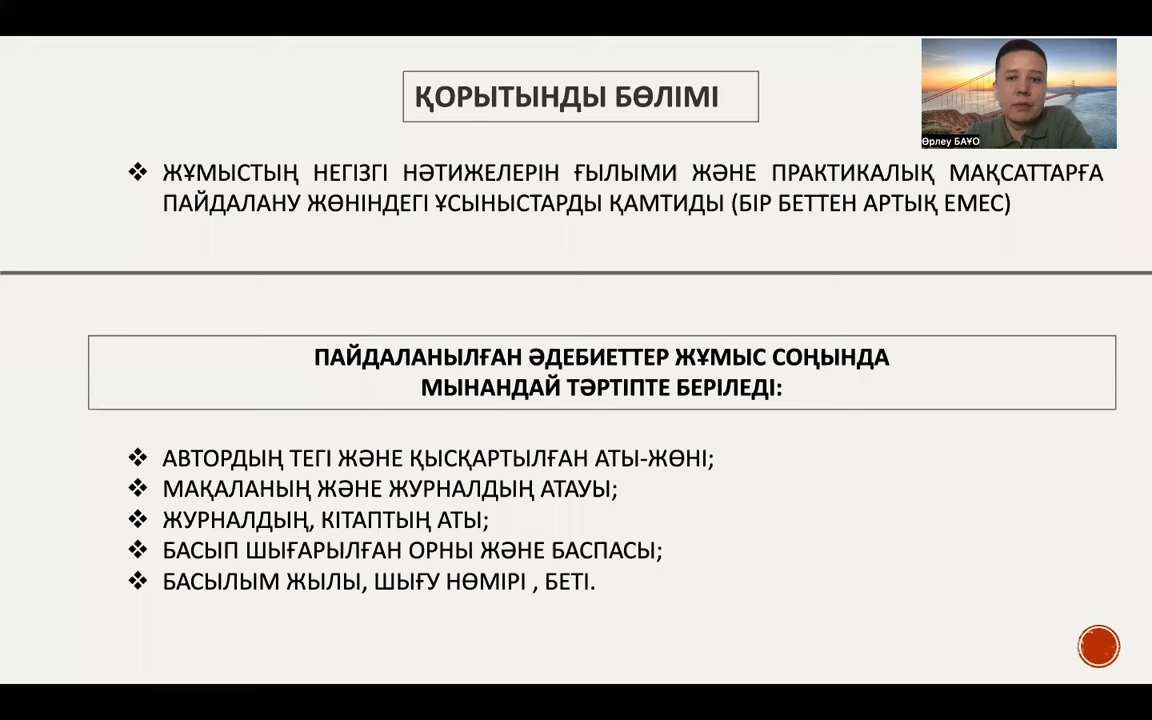 ҚОРЫТЫНДЫ БӨЛІМІ
Өрлеу БАҰО
❖ ЖҰМЫСТЫҢ НЕГІЗГІ НӘТИЖЕЛЕРІН ҒЫЛЫМИ ЖӘНЕ ПРАКТИКАЛЫҚ МАҚСАТТАРҒА
ПАЙДАЛАНУ ЖӨНІНДЕГІ ҰСЫНЫСТАРДЫ ҚАМТИДЫ (БІР БЕТТЕН АРТЫҚ ЕМЕС)
ПАЙДАЛАНЫЛҒАН ӘДЕБИЕТТЕР ЖҰМЫС СОҢЫНДА
МЫНАНДАЙ ТӘРТІПТЕ БЕРІЛЕДІ:
❖ АВТОРДЫҢ ТЕГІ ЖӘНЕ ҚЫСҚАРТЫЛҒАН АТЫ-ЖӨНІ;
❖ МАҚАЛАНЫҢ ЖӘНЕ ЖУРНАЛДЫҢ АТАУЫ;
❖ ЖУРНАЛДЫҢ, КІТАПТЫҢ АТЫ;
❖ БАСЫП ШЫҒАРЫЛҒАН ОРНЫ ЖӘНЕ БАСПАСЫ;
❖ БАСЫЛЫМ ЖЫЛЫ, ШЫҒУ НӨМІРІ , БЕТІ.